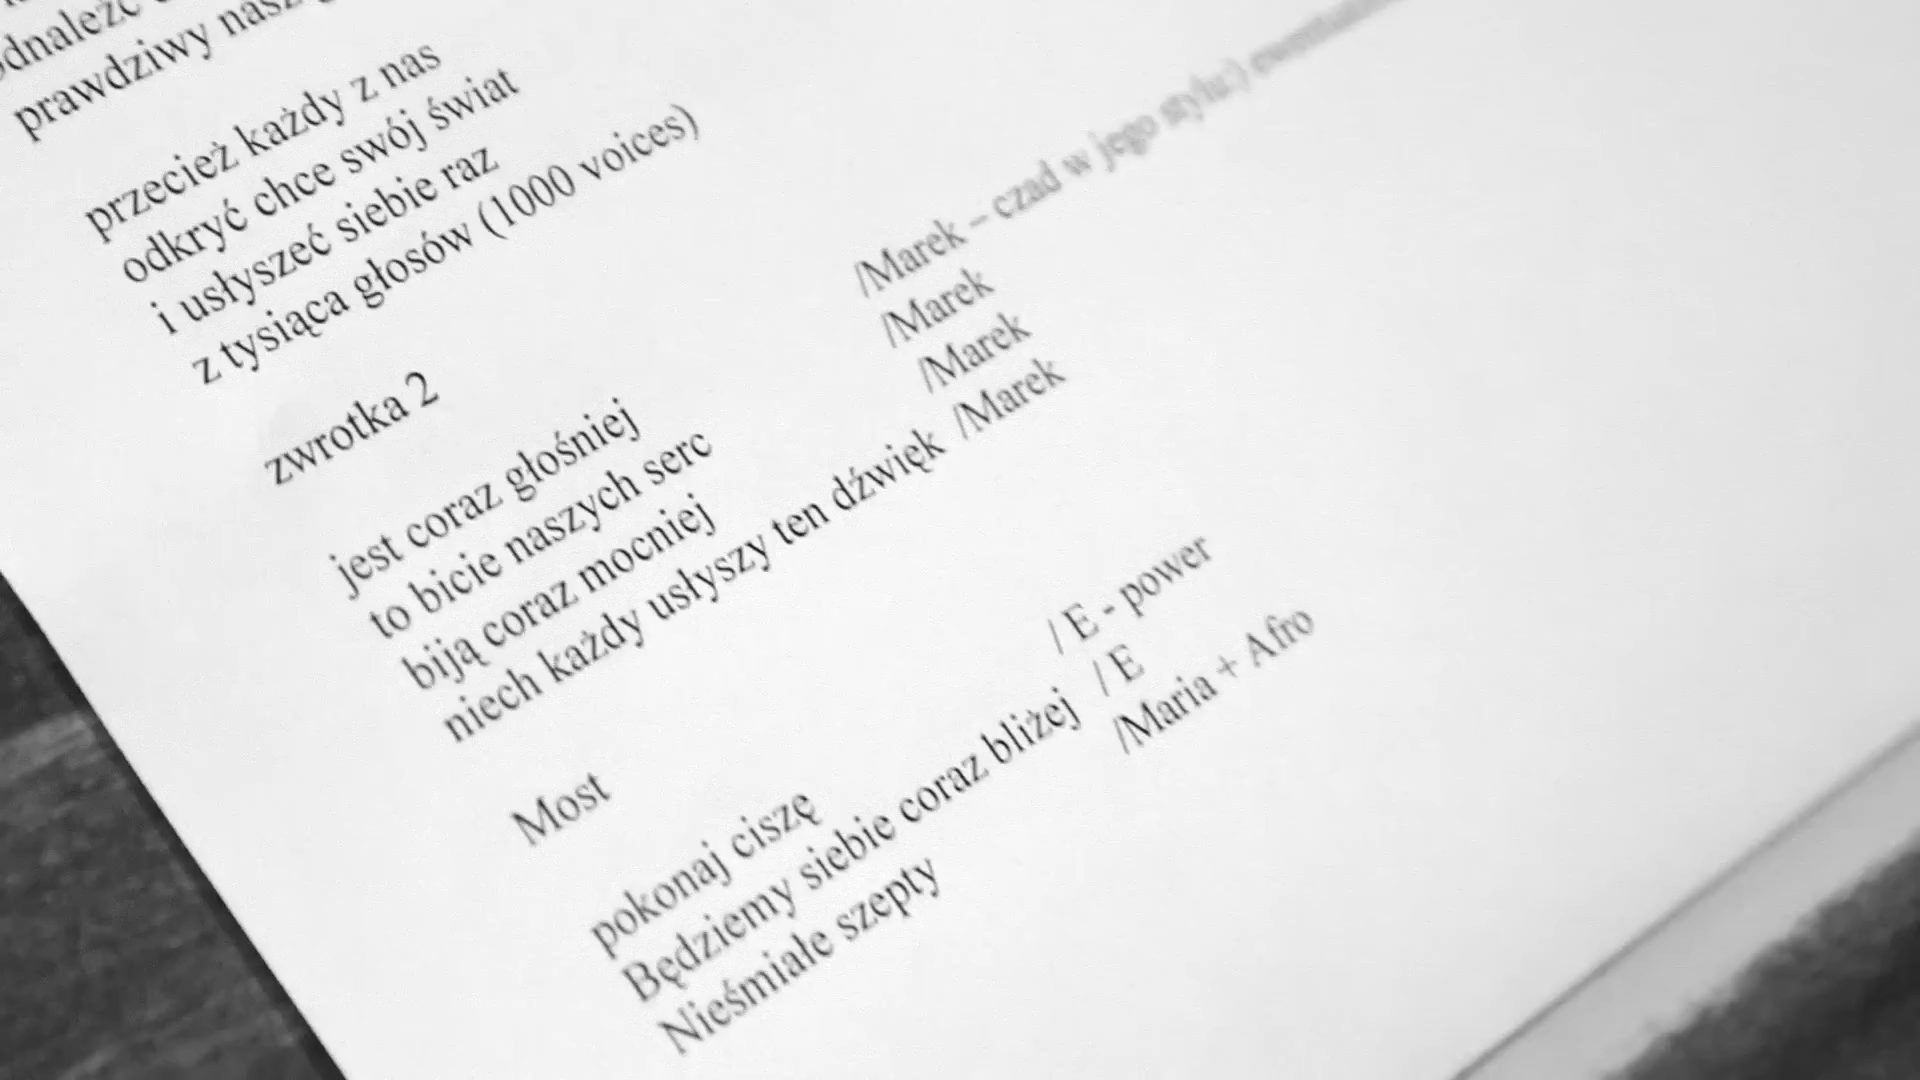 prawdziwy
przecież każdy z nas
odkryć chce swój świat
i usłyszeć siebie raz
z tysiąca głosów (1000 voices)
zwrotka 2
jest coraz głośniej /Marek – czad w jego stylu:)
to bicie naszych serc /Marek
biją coraz mocniej /Marek
niech każdy usłyszy ten dźwięk /Marek
Most
pokonaj ciszę / E - power
Będziemy siebie coraz bliżej / E
Nieśmiałe szepty /Maria + Afro